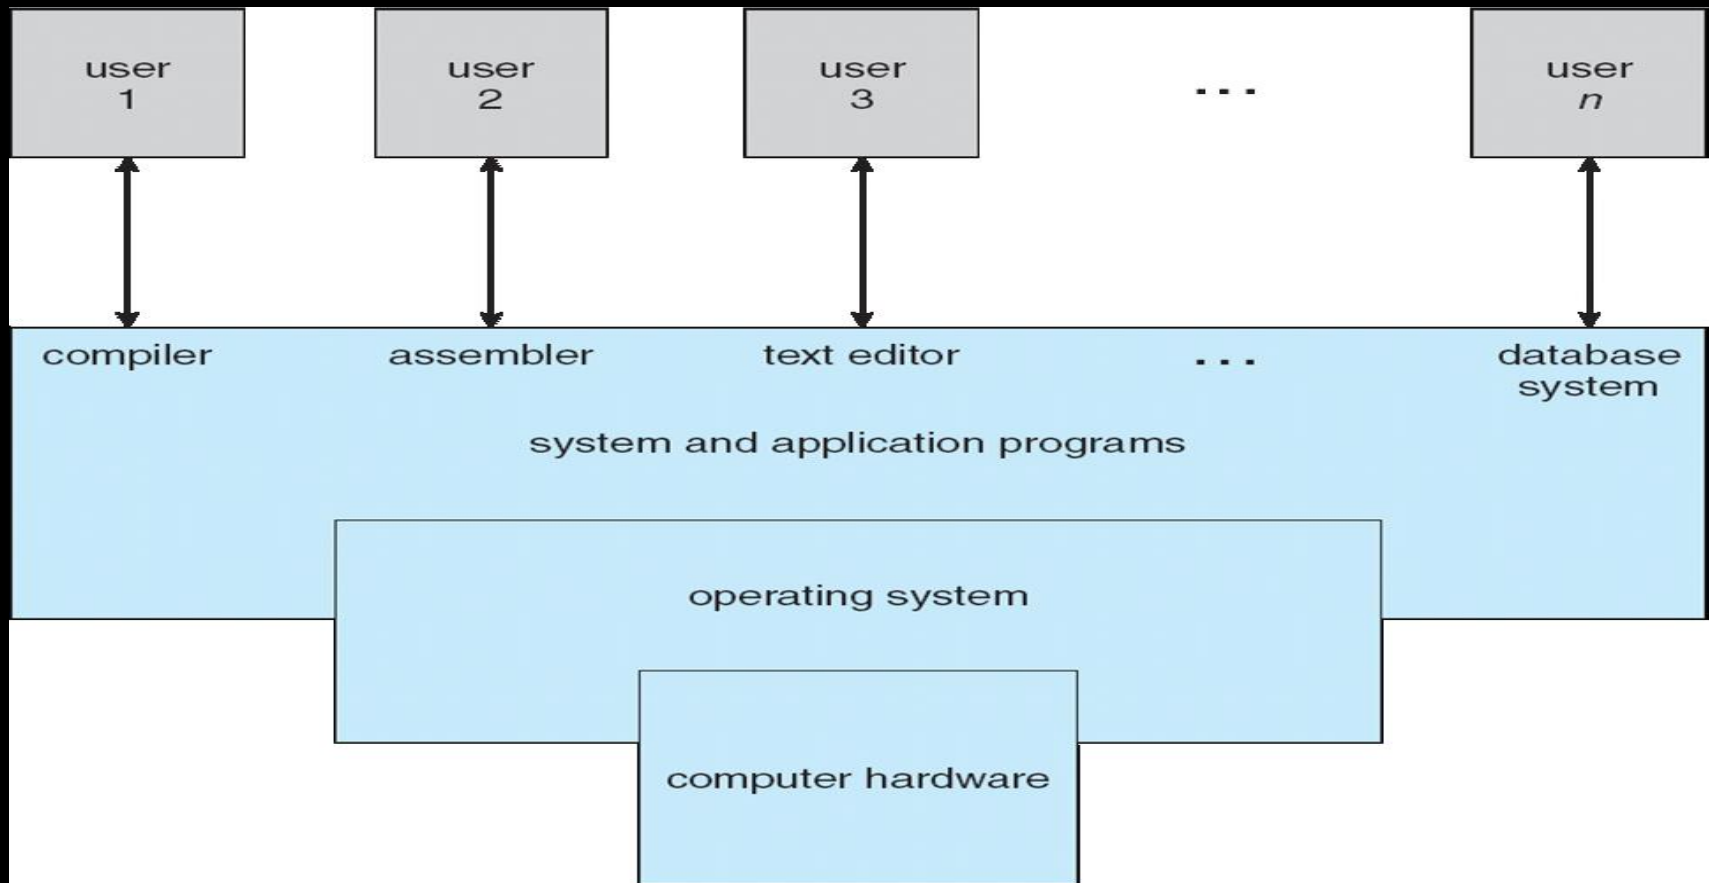 user
1
user
2
user
3
. . .
user
n
compiler
assembler
text editor
. . .
database
system
system and application programs
operating system
computer hardware